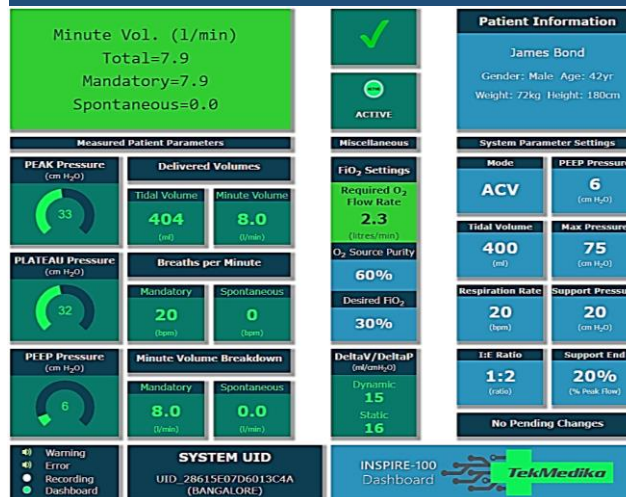 Minute Vol. (l/min)
Total=7.9
Mandatory=7.9
Spontaneous=0.0
ACTIVE
ACTIVE
Patient Information
James Bond
Gender: Male Age: 42yr
Weight: 72kg Height: 180cm
Measured Patient Parameters
PEAK Pressure
(cm H₂O)
33
Delivered Volumes
Tidal Volume
404
(ml)
Minute Volume
8.0
(l/min)
PLATEAU Pressure
(cm H₂O)
32
Breaths per Minute
Mandatory
20
(bpm)
Spontaneous
0
(bpm)
PEEP Pressure
(cm H₂O)
6
Minute Volume Breakdown
Mandatory
8.0
(l/min)
Spontaneous
0.0
(l/min)
Miscellaneous
FiO₂ Settings
Required O₂
Flow Rate
2.3
(litres/min)
O₂ Source Purity
60%
Desired FiO₂
30%
DeltaV/DeltaP
(ml/cmH₂O)
Dynamic
15
Static
16
System Parameter Settings
Mode
ACV
PEEP Pressure
6
(cm H₂O)
Tidal Volume
400
(ml)
Max Pressure
75
(cm H₂O)
Respiration Rate
20
(bpm)
Support Pressu
20
(cm H₂O)
I:E Ratio
1:2
(ratio)
Support End
20%
(% Peak Flow)
No Pending Changes
Warning
Error
Recording
Dashboard
SYSTEM UID
UID_28615E07D6013C4A
(BANGALORE)
INSPIRE-100
Dashboard
TekMedika